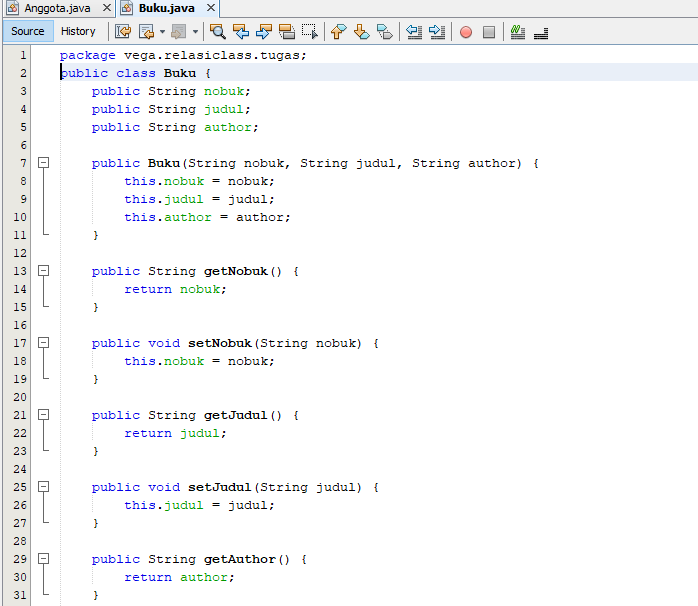 Anggota.java
Buku.java
Source History
1 package vega.relasiclass.tugas;
2 public class Buku {
3 public String nobuk;
4 public String judul;
5 public String author;
6
7 public Buku(String nobuk, String judul, String author) {
8 this.nobuk = nobuk;
9 this.judul = judul;
10 this.author = author;
11 }
12
13 public String getNobuk() {
14 return nobuk;
15 }
16
17 public void setNobuk(String nobuk) {
18 this.nobuk = nobuk;
19 }
20
21 public String getJudul() {
22 return judul;
23 }
24
25 public void setJudul(String judul) {
26 this.judul = judul;
27 }
28
29 public String getAuthor() {
30 return author;
31 }